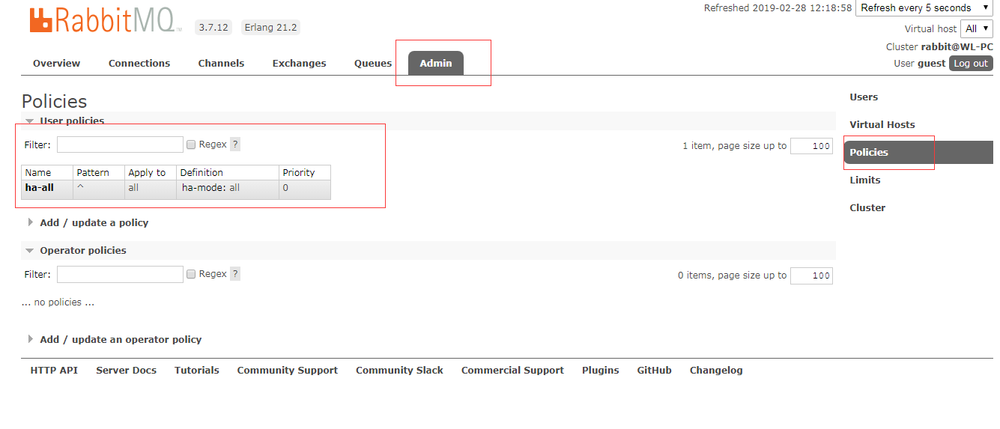 Refreshed 2019-02-28 12:18:58 Refresh every 5 seconds
RabbitMQ TM 3.7.12 Erlang 21.2
Virtual host All
Cluster rabbit@WL-PC
User guest Log out
Overview Connections Channels Exchanges Queues Admin
Policies
User policies
Filter: Regex ? 1 item, page size up to 100
Name Pattern Apply to Definition Priority
ha-all ^ all ha-mode: all 0
Add / update a policy
Operator policies
Filter: Regex ? 0 items, page size up to 100
... no policies ...
Add / update an operator policy
Users
Virtual Hosts
Policies
Limits
Cluster
HTTP API Server Docs Tutorials Community Support Community Slack Commercial Support Plugins GitHub Changelog